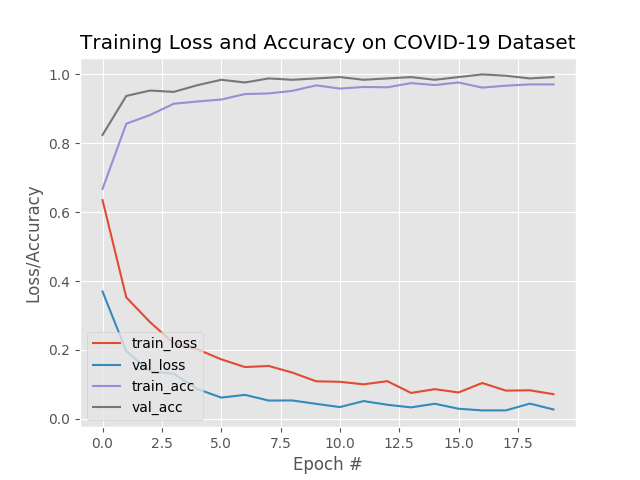 Training Loss and Accuracy on COVID-19 Dataset
1.0
0.8
0.6
0.4
0.2
0.0
Loss/Accuracy
train_loss
val_loss
train_acc
val_acc
0.0 2.5 5.0 7.5 10.0 12.5 15.0 17.5
Epoch #